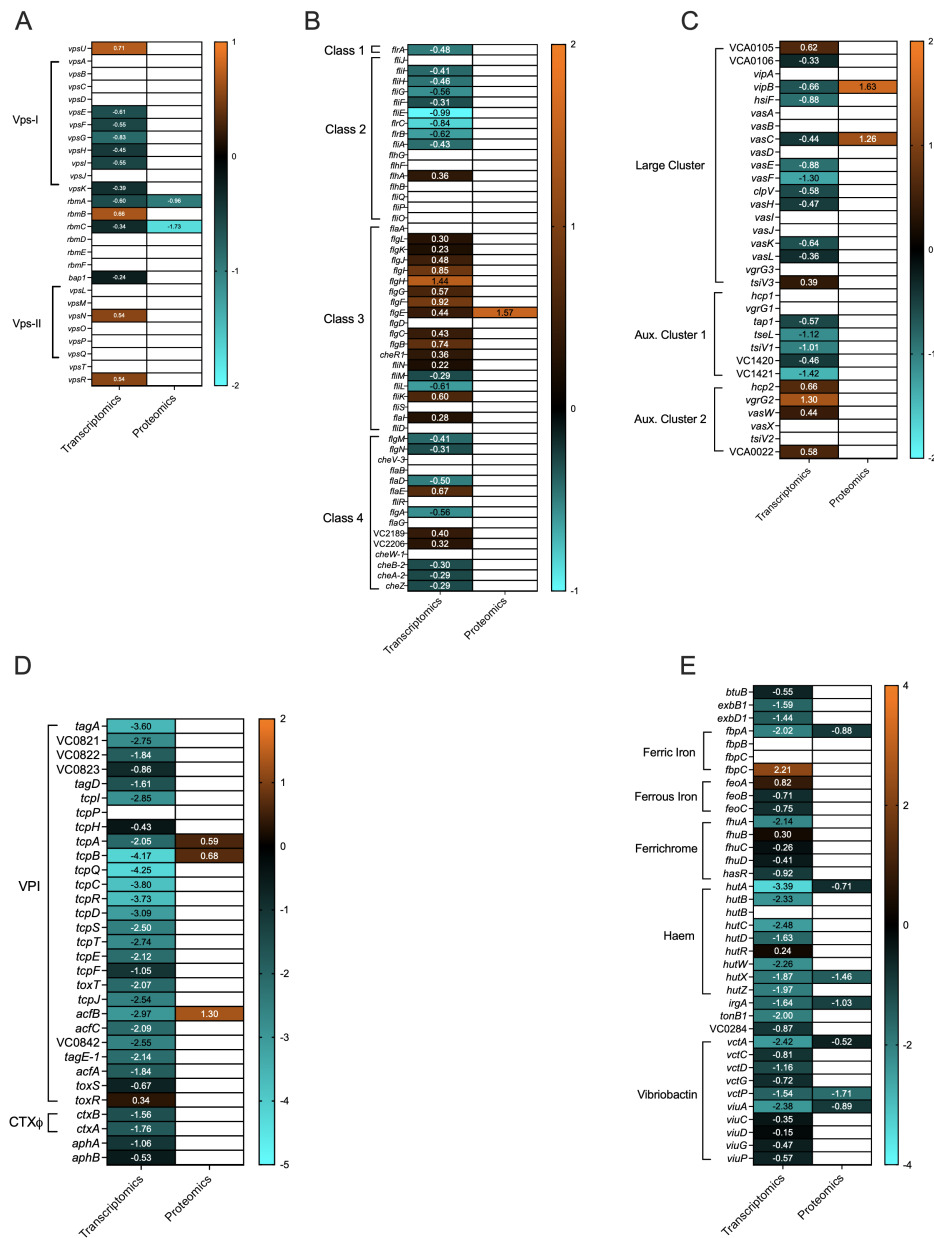 A
vpsU 0.71
vpsA
vpsB
vpsC
vpsD
vpsE -0.61
vpsF -0.55
vpsG -0.83
vpsH -0.45
vpsI -0.55
vpsJ
vpsK -0.39
rbmA -0.60 -0.96
rbmB 0.66
rbmC -0.34 -1.73
rbmD
rbmE
rbmF
bap1 -0.24
vpsL
vpsM
vpsN 0.54
vpsO
vpsP
vpsQ
vpsT
vpsR 0.54
Vps-I
Vps-II
Transcriptomics
Proteomics
1
0
-1
-2
B
Class 1
Class 2
Class 3
Class 4
flrA -0.48
fliJ
fliI -0.41
fliH -0.46
fliG -0.56
fliF -0.31
fliE -0.99
flrC -0.84
flrB -0.62
fliA -0.43
flhG
flhF
flhA 0.36
flhB
fliQ
fliP
fliO
flaA
flgL 0.30
flgK 0.23
flgJ 0.48
flgI 0.85
flgH 1.44
flgG 0.57
flgF 0.92
flgE 0.44 1.57
flgD
flgC 0.43
flgB 0.74
cheR1 0.36
fliN 0.22
fliM -0.29
fliL -0.61
fliK 0.60
fliS
flaI 0.28
fliD
flgM -0.41
flgN -0.31
cheV-3
flaB
flaD -0.50
flaE 0.67
fliR
flgA -0.56
flaG
VC2189 0.40
VC2206 0.32
cheW-1
cheB-2 -0.30
cheA-2 -0.29
cheZ -0.29
Transcriptomics
Proteomics
2
1
0
-1
C
Large Cluster
Aux. Cluster 1
Aux. Cluster 2
VCA0105 0.62
VCA0106 -0.33
vipA
vipB -0.66 1.63
hsiF -0.88
vasA
vasB
vasC -0.44 1.26
vasD
vasE -0.88
vasF -1.30
clpV -0.58
vasH -0.47
vasI
vasJ
vasK -0.64
vasL -0.36
vgrG3
tsiV3 0.39
hcp1
vgrG1
tap1 -0.57
tseL -1.12
tsiV1 -1.01
VC1420 -0.46
VC1421 -1.42
hcp2 0.66
vgrG2 1.30
vasW 0.44
vasX
tsiV2
VCA0022 0.58
Transcriptomics
Proteomics
2
1
0
-1
-2
D
VPI
CTXϕ
tagA -3.60
VC0821 -2.75
VC0822 -1.84
VC0823 -0.86
tagD -1.61
tcpI -2.85
tcpP
tcpH -0.43
tcpA -2.05 0.59
tcpB -4.17 0.68
tcpQ -4.25
tcpC -3.80
tcpR -3.73
tcpD -3.09
tcpS -2.50
tcpT -2.74
tcpE -2.12
tcpF -1.05
toxT -2.07
tcpJ -2.54
acfB -2.97 1.30
acfC -2.09
VC0842 -2.55
tagE-1 -2.14
acfA -1.84
toxS -0.67
toxR 0.34
ctxB -1.56
ctxA -1.76
aphA -1.06
aphB -0.53
Transcriptomics
Proteomics
2
1
0
-1
-2
-3
-4
-5
E
Ferric Iron
Ferrous Iron
Ferrichrome
Haem
Vibriobactin
btuB -0.55
exbB1 -1.59
exbD1 -1.44
fbpA -2.02 -0.88
fbpB
fbpC
fbpC 2.21
feoA 0.82
feoB -0.71
feoC -0.75
fhuA -2.14
fhuB 0.30
fhuC -0.26
fhuD -0.41
hasR -0.92
hutA -3.39 -0.71
hutB -2.33
hutB
hutC -2.48
hutD -1.63
hutR 0.24
hutW -2.26
hutX -1.87 -1.46
hutZ -1.97
irgA -1.64 -1.03
tonB1 -2.00
VC0284 -0.87
vctA -2.42 -0.52
vctC -0.81
vctD -1.16
vctG -0.72
vctP -1.54 -1.71
viuA -2.38 -0.89
viuC -0.35
viuD -0.15
viuG -0.47
viuP -0.57
Transcriptomics
Proteomics
4
2
0
-2
-4